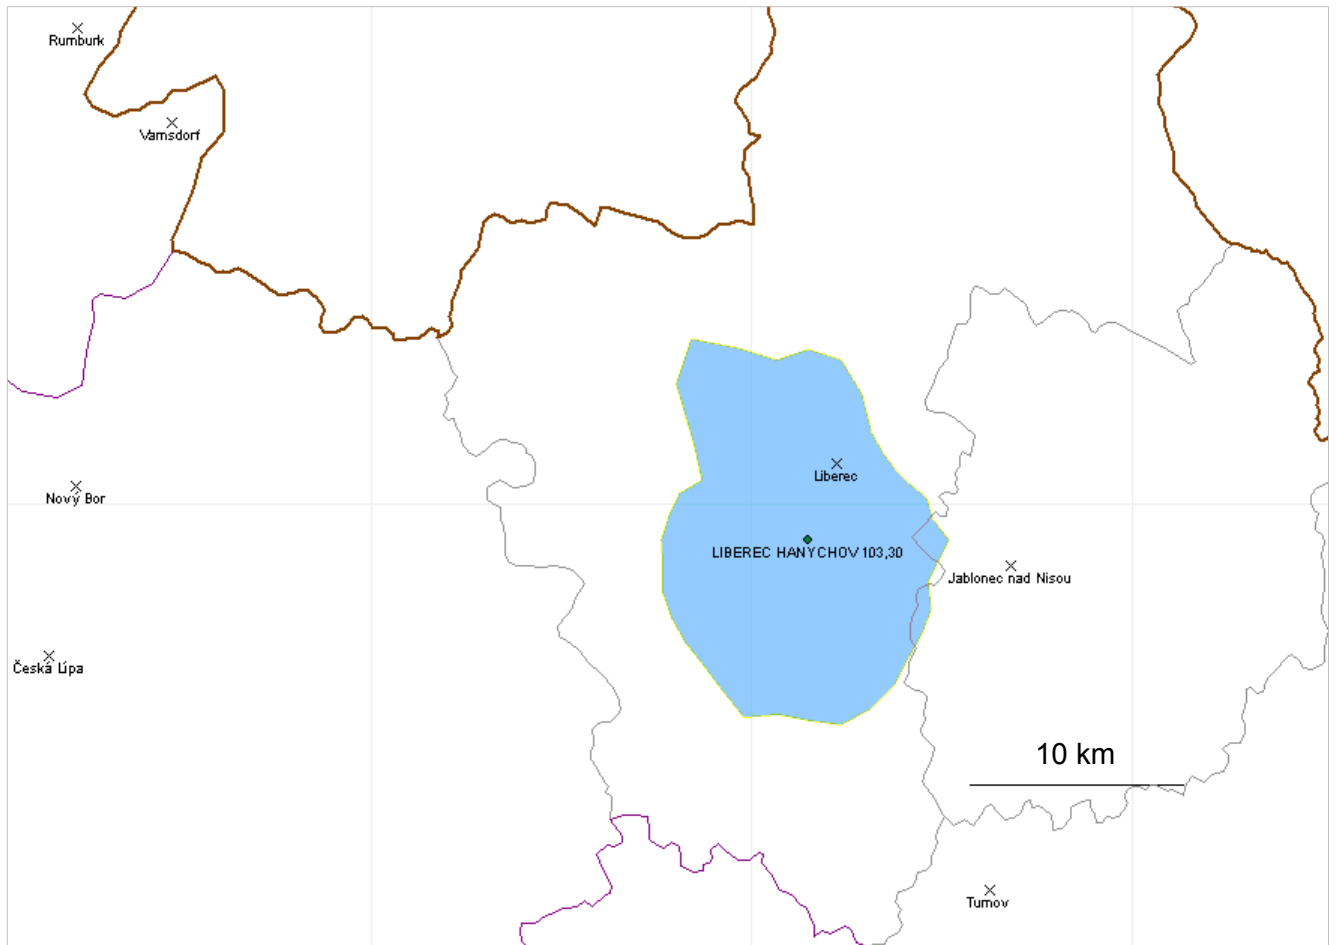 Rumburk
Varnsdorf
Liberec
Nový Bor
LIBEREC HANYCHOV 103,30
Jablonec nad Nisou
Česká Lípa
10 km
Turnov